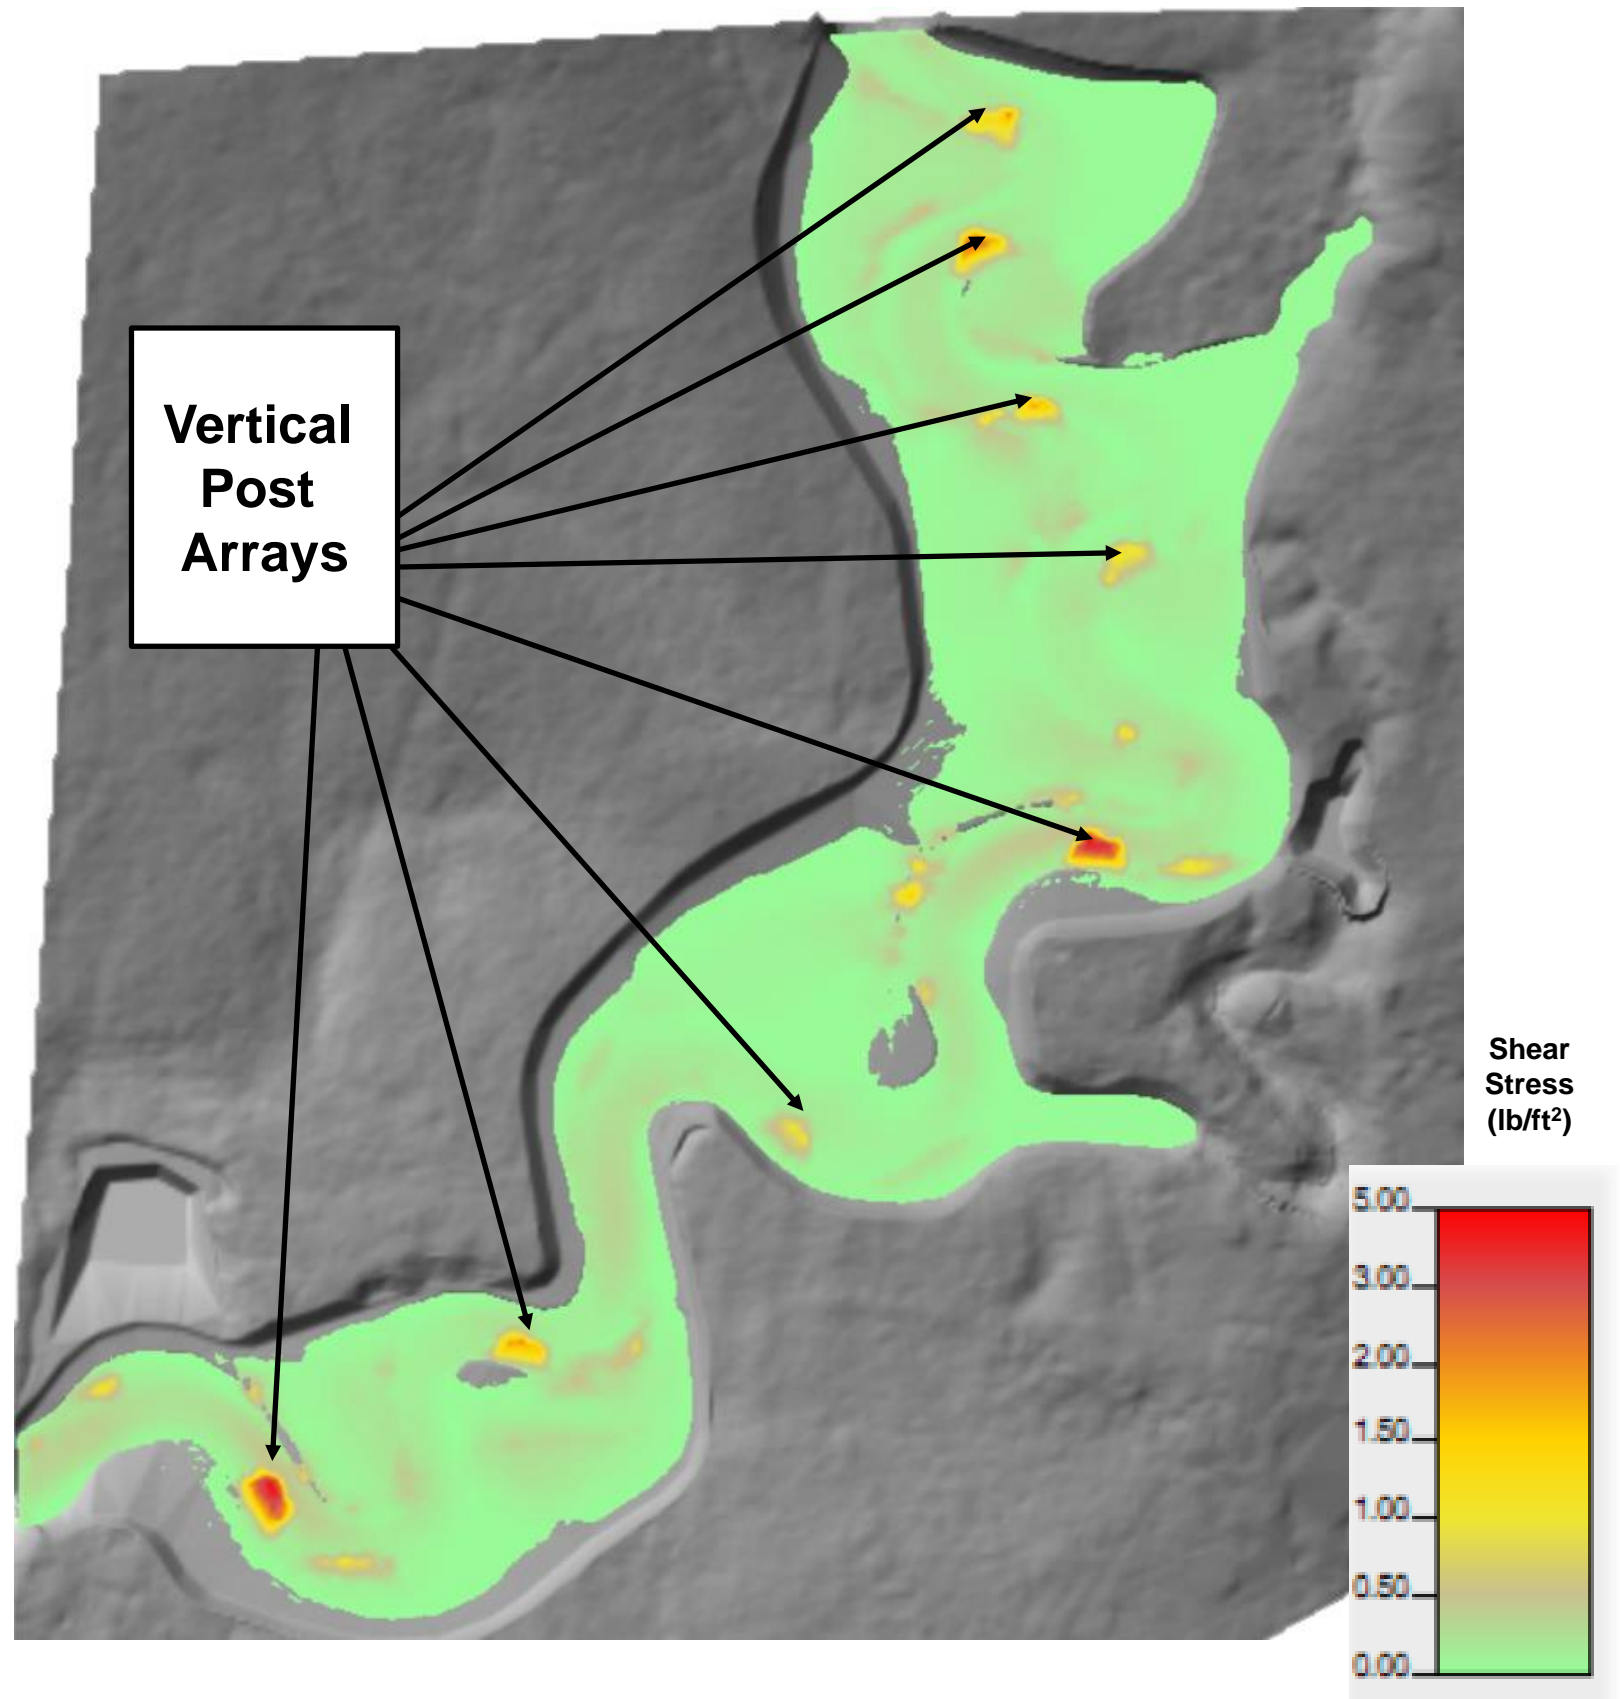 Vertical
Post
Arrays
Shear
Stress
(lb/ft²)
5.00
3.00
2.00
1.50
1.00
0.50
0.00